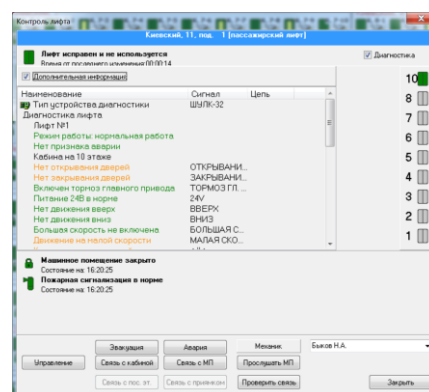 Контроль лифта
Киевский, 11, под. 1 (пассажирский лифт)
Лифт исправен и не используется
Время от последнего изменения 00:00:14
Диагностика
Дополнительная информация
Наименование Сигнал Цепь
Тип устройства диагностики ШУЛК-32
Диагностика лифта
Лифт №1
Режим работы: нормальная работа
Нет признака аварии
Кабина на 10 этаже
Нет открывания дверей ОТКРЫВАНИ...
Нет закрывания дверей ЗАКРЫВАНИ...
Включен тормоз главного привода ТОРМОЗ ГЛ. ...
Питание 24В в норме 24V
Нет движения вверх ВВЕРХ
Нет движения вниз ВНИЗ
Большая скорость не включена БОЛЬШАЯ С...
Движение на малой скорости МАЛАЯ СКО...
10
8
7
6
5
4
3
2
1
Машинное помещение закрыто
Состояние на: 16:20:25
Пожарная сигнализация в норме
Состояние на: 16:20:25
Эвакуация Авария Механик: Быков Н.А.
Управление Связь с кабиной Связь с МП Прослушать МП
Связь с пос. эт. Связь с приямком Проверить связь Закрыть